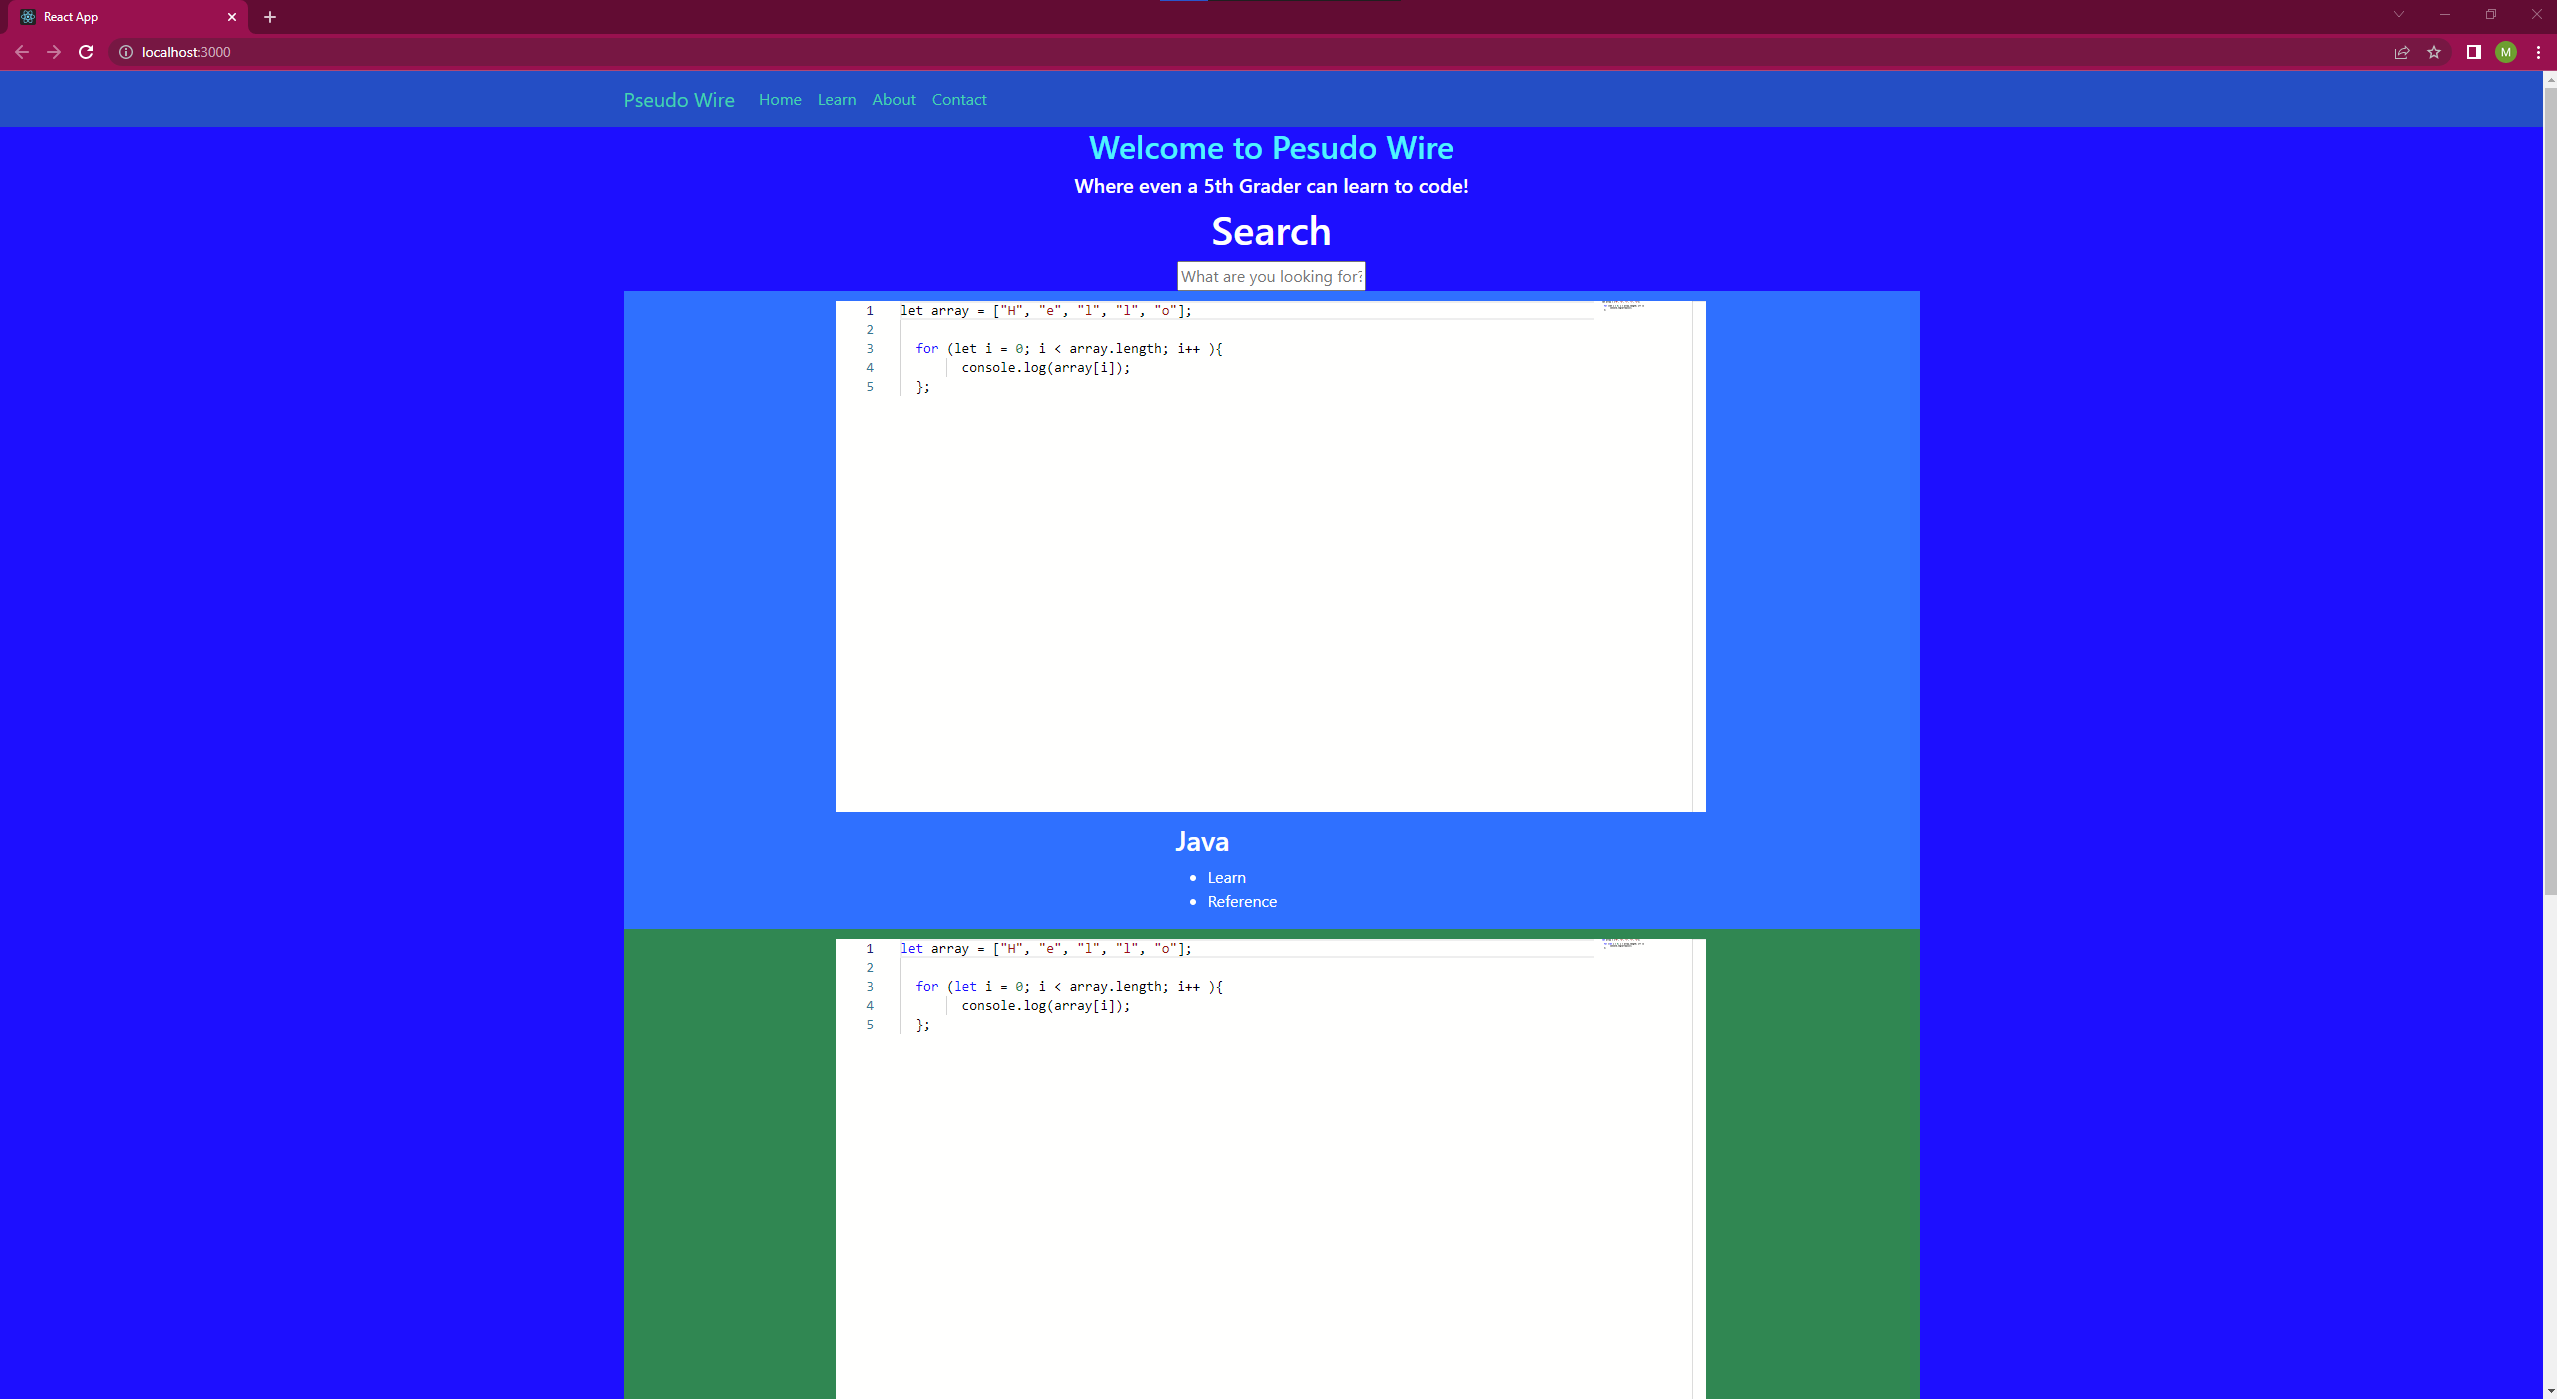 React App
localhost:3000
M
Pseudo Wire Home Learn About Contact
Welcome to Pesudo Wire
Where even a 5th Grader can learn to code!
Search
What are you looking for?
1 let array = ["H", "e", "l", "l", "o"];
2
3 for (let i = 0; i < array.length; i++ ){
4 console.log(array[i]);
5 };
Java
• Learn
• Reference
1 let array = ["H", "e", "l", "l", "o"];
2
3 for (let i = 0; i < array.length; i++ ){
4 console.log(array[i]);
5 };